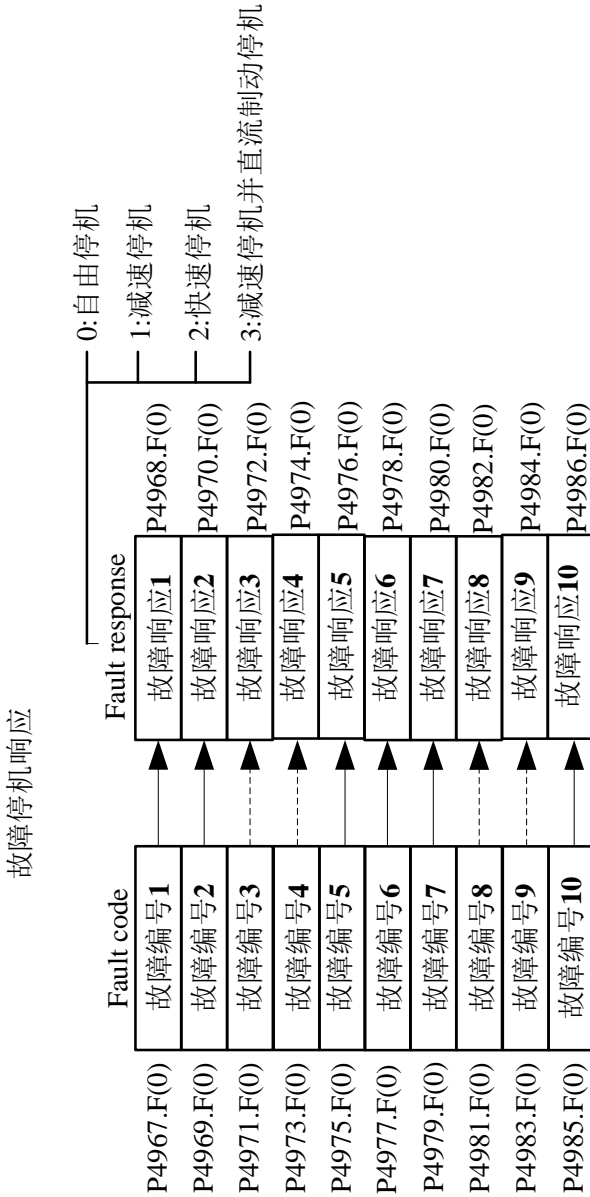 故障停机响应
0:自由停机
1:减速停机
2:快速停机
3:减速停机并直流制动停机
Fault code
Fault response
P4967.F(0) 故障编号1 故障响应1 P4968.F(0)
P4969.F(0) 故障编号2 故障响应2 P4970.F(0)
P4971.F(0) 故障编号3 故障响应3 P4972.F(0)
P4973.F(0) 故障编号4 故障响应4 P4974.F(0)
P4975.F(0) 故障编号5 故障响应5 P4976.F(0)
P4977.F(0) 故障编号6 故障响应6 P4978.F(0)
P4979.F(0) 故障编号7 故障响应7 P4980.F(0)
P4981.F(0) 故障编号8 故障响应8 P4982.F(0)
P4983.F(0) 故障编号9 故障响应9 P4984.F(0)
P4985.F(0) 故障编号10 故障响应10 P4986.F(0)